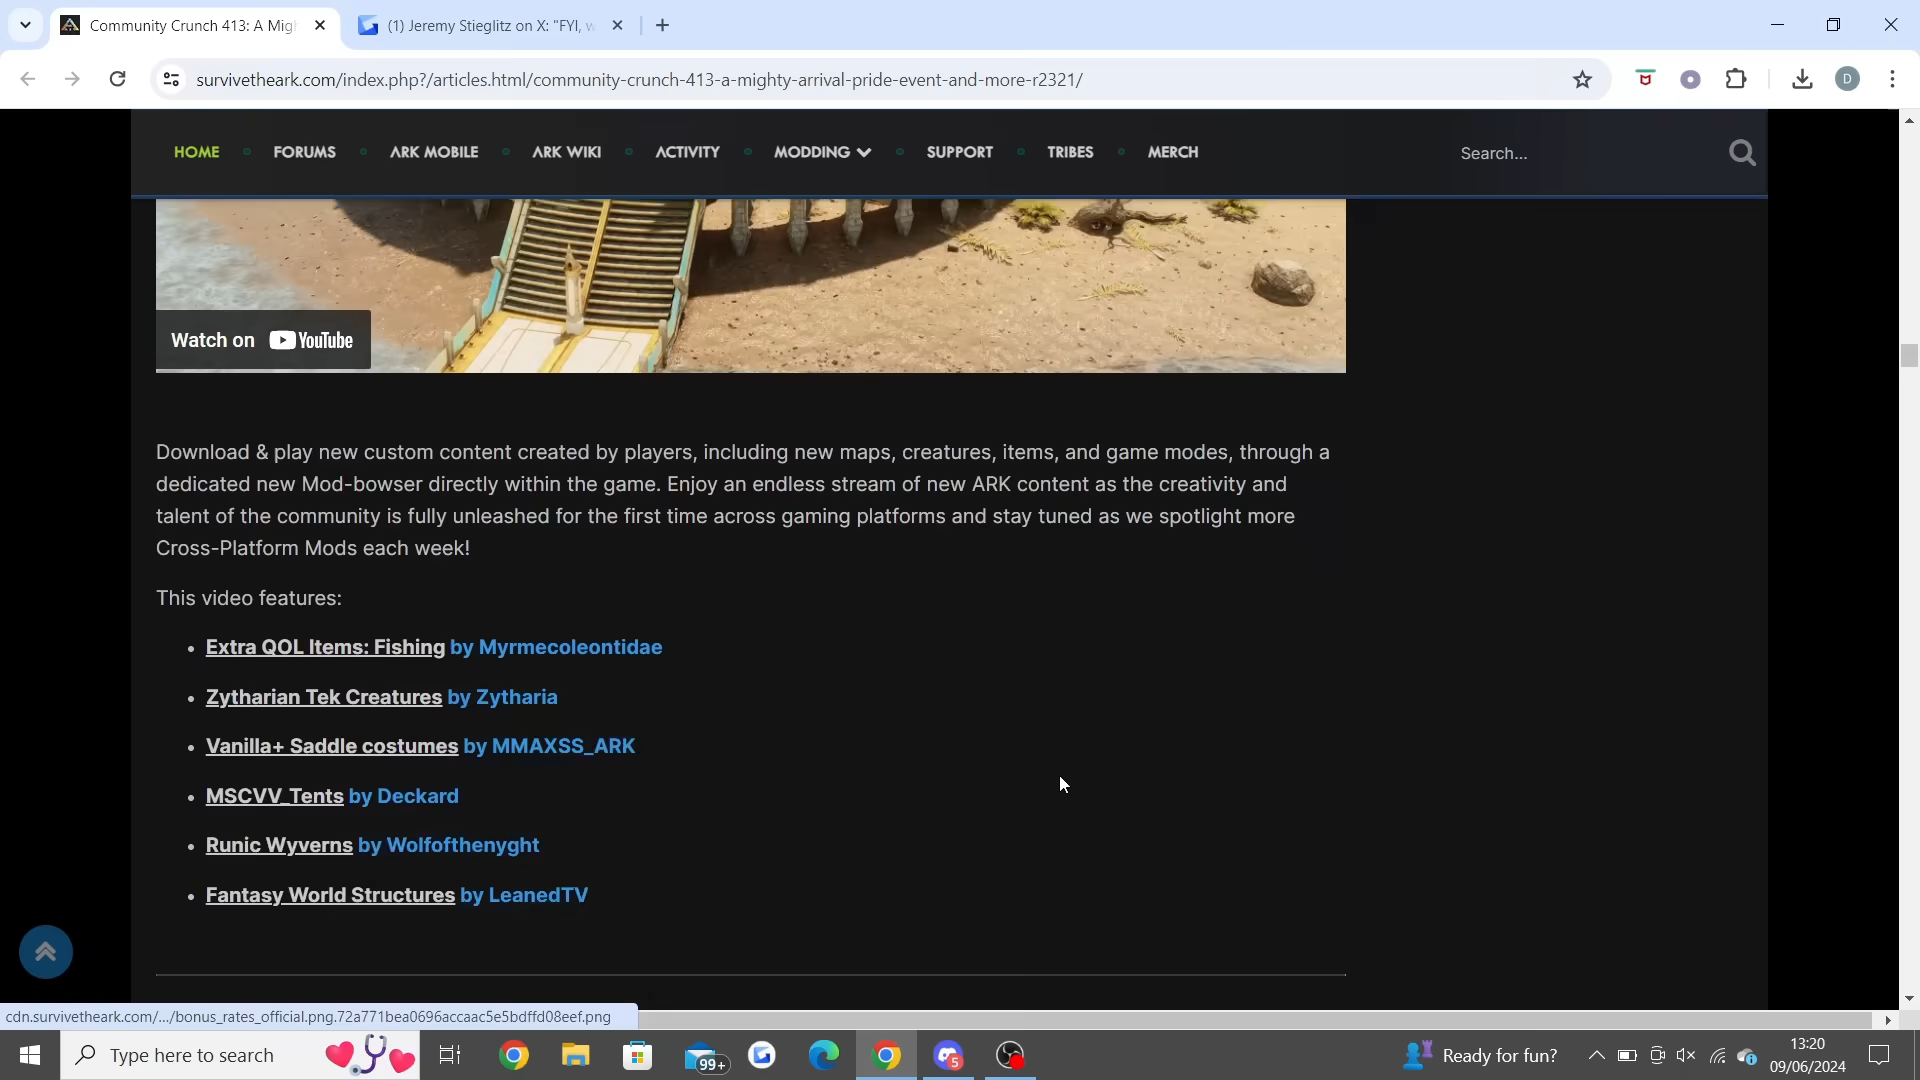 Community Crunch 413: A Migh
(1) Jeremy Stieglitz on X: "FYI, w
survivetheark.com/index.php?/articles.html/community-crunch-413-a-mighty-arrival-pride-event-and-more-r2321/
D
HOME
FORUMS
ARK MOBILE
ARK WIKI
ACTIVITY
MODDING
SUPPORT
TRIBES
MERCH
Search...
Watch on YouTube
Download & play new custom content created by players, including new maps, creatures, items, and game modes, through a
dedicated new Mod-bowser directly within the game. Enjoy an endless stream of new ARK content as the creativity and
talent of the community is fully unleashed for the first time across gaming platforms and stay tuned as we spotlight more
Cross-Platform Mods each week!
This video features:
• Extra QOL Items: Fishing by Myrmecoleontidae
• Zytharian Tek Creatures by Zytharia
• Vanilla+ Saddle costumes by MMAXSS_ARK
• MSCVV_Tents by Deckard
• Runic Wyverns by Wolfofthenyght
• Fantasy World Structures by LeanedTV
cdn.survivetheark.com/.../bonus_rates_official.png.72a771bea0696accaac5e5bdffd08eef.png
Type here to search
99+
5
Ready for fun?
13:20
09/06/2024